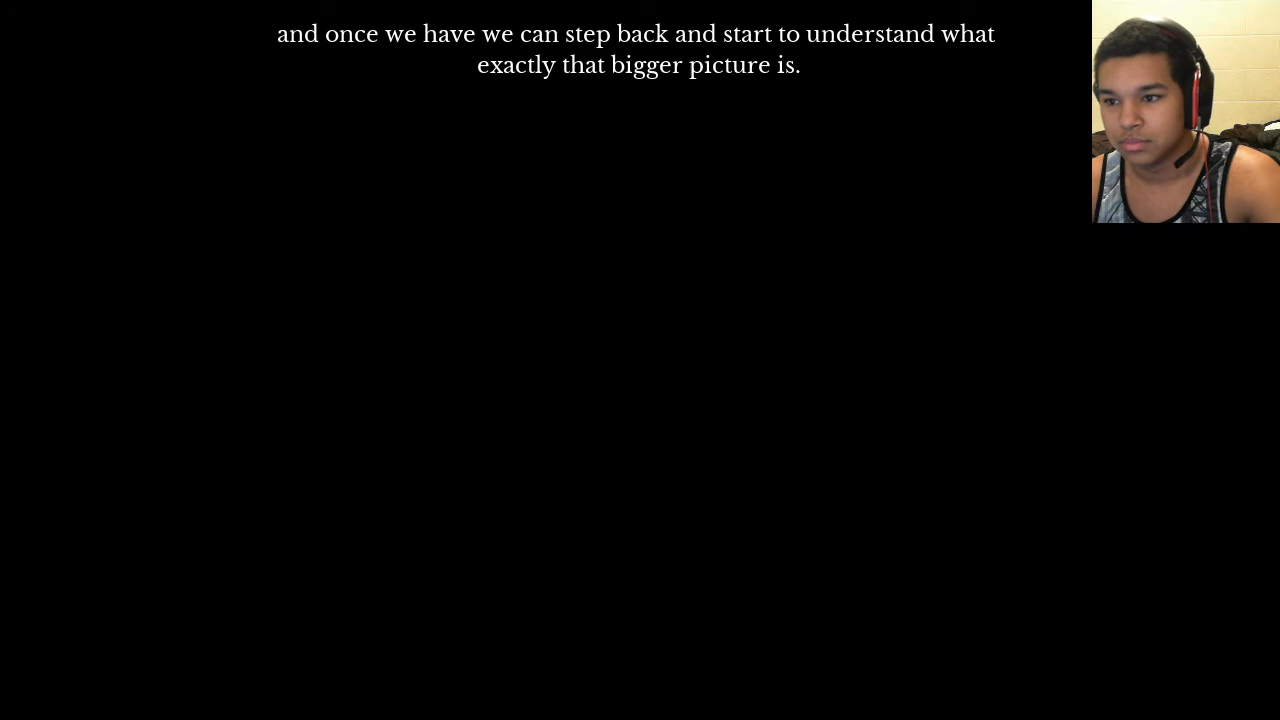 and once we have we can step back and start to understand what
exactly that bigger picture is.